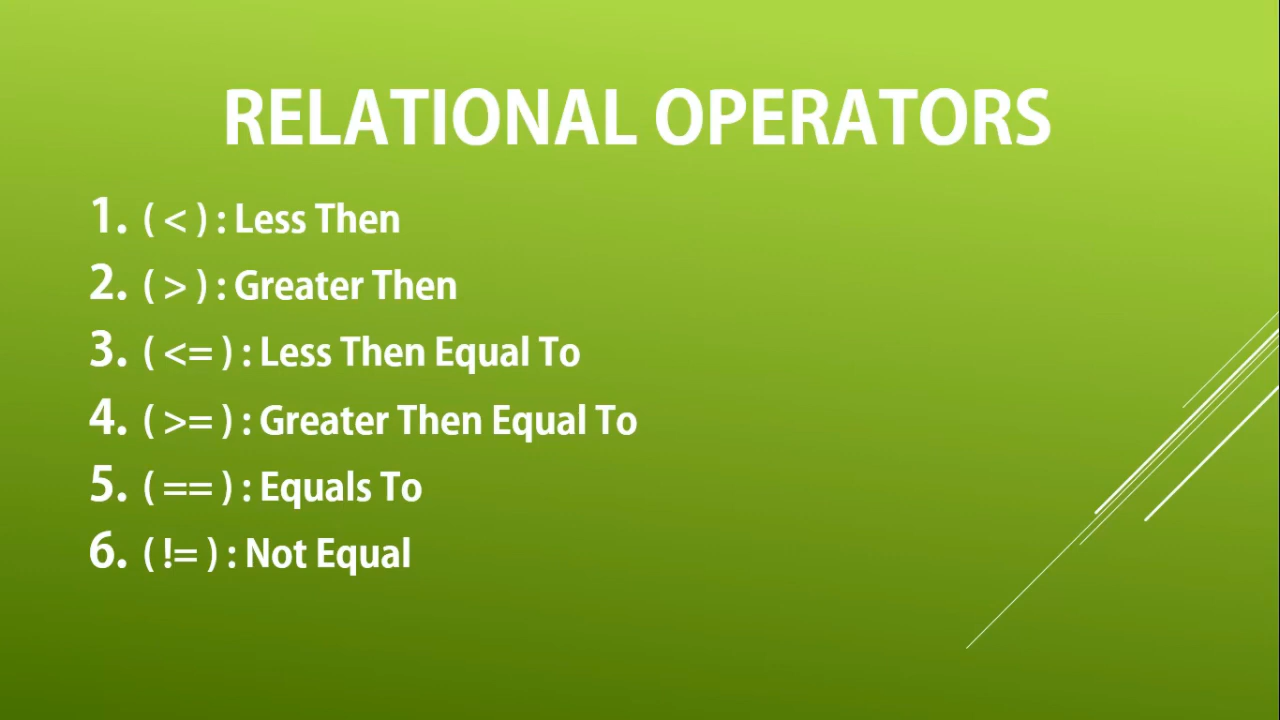 RELATIONAL OPERATORS
1. ( < ) : Less Then
2. ( > ) : Greater Then
3. ( <= ) : Less Then Equal To
4. ( >= ) : Greater Then Equal To
5. ( == ) : Equals To
6. ( != ) : Not Equal